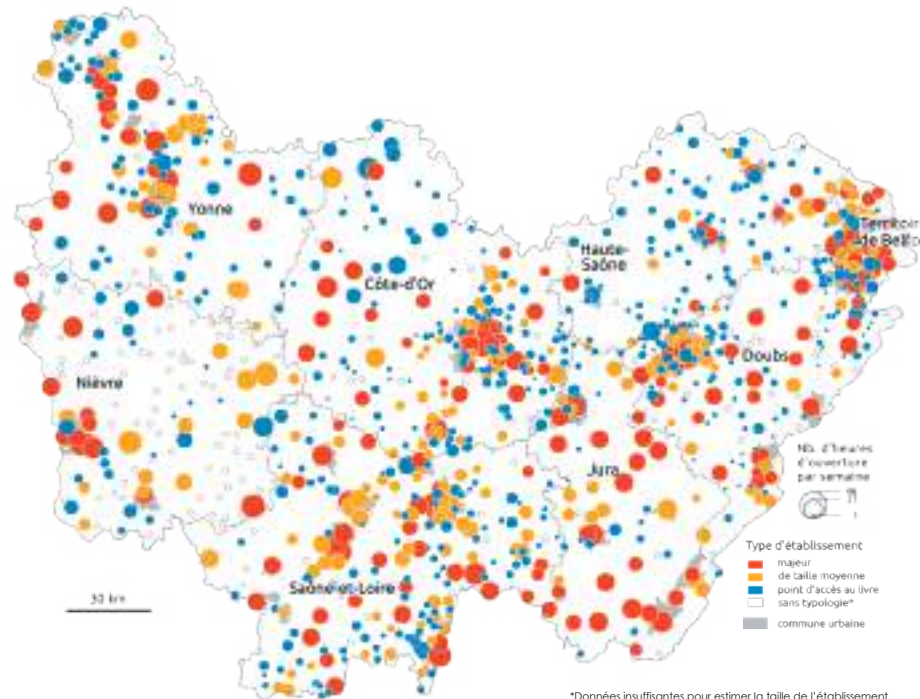 Yonne
Côte-d'Or
Haute-
Saône
Territoire
de Belfo
Nièvre
Doubs
Jura
Saône-et-Loire
Nb. d'heures
d'ouverture
par semaine
1
30 km
Type d'établissement
majeur
de taille moyenne
point d'accès au livre
sans typologie*
commune urbaine
*Données insuffisantes pour estimer la taille de l'établissement